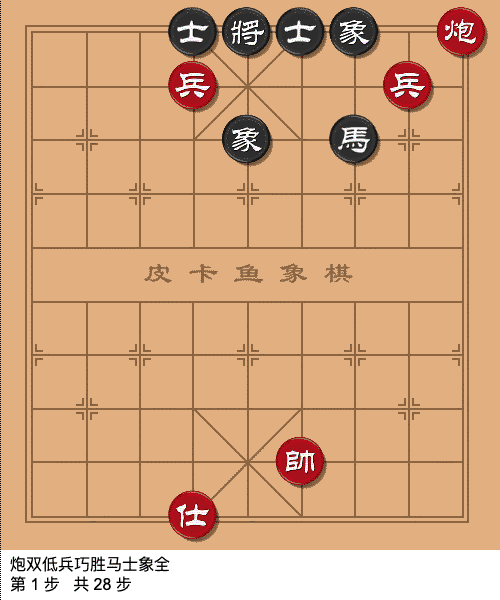 士 將 士 象 炮
兵 兵
象 馬
皮卡鱼象棋
帥
仕
炮双低兵巧胜马士象全
第 1 步 共 28 步